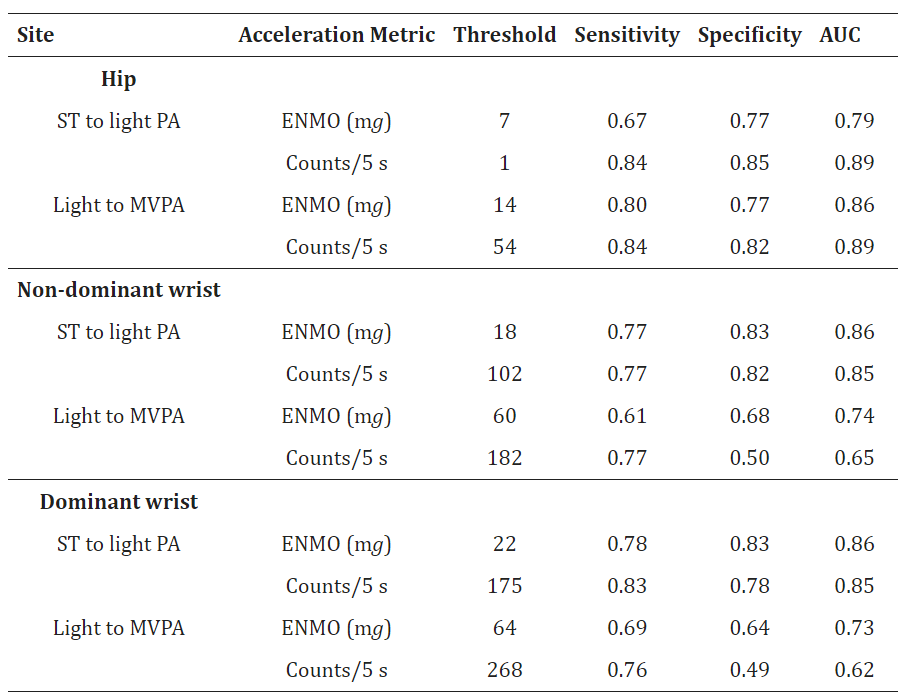 Site Acceleration Metric Threshold Sensitivity Specificity AUC
Hip
ST to light PA ENMO (mg) 7 0.67 0.77 0.79
Counts/5 s 1 0.84 0.85 0.89
Light to MVPA ENMO (mg) 14 0.80 0.77 0.86
Counts/5 s 54 0.84 0.82 0.89
Non-dominant wrist
ST to light PA ENMO (mg) 18 0.77 0.83 0.86
Counts/5 s 102 0.77 0.82 0.85
Light to MVPA ENMO (mg) 60 0.61 0.68 0.74
Counts/5 s 182 0.77 0.50 0.65
Dominant wrist
ST to light PA ENMO (mg) 22 0.78 0.83 0.86
Counts/5 s 175 0.83 0.78 0.85
Light to MVPA ENMO (mg) 64 0.69 0.64 0.73
Counts/5 s 268 0.76 0.49 0.62